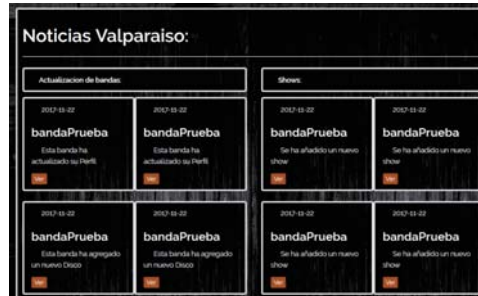 Noticias Valparaiso:
Actualizacion de bandas:
Shows:
2017-11-22
bandaPrueba
Esta banda ha
actualizado su Perfil
Ver
2017-11-22
bandaPrueba
Esta banda ha
actualizado su Perfil
Ver
2017-11-22
bandaPrueba
Se ha añadido un nuevo
show
Ver
2017-11-22
bandaPrueba
Se ha añadido un nuevo
show
Ver
2017-11-22
bandaPrueba
Esta banda ha agregado
un nuevo Disco
Ver
2017-11-22
bandaPrueba
Esta banda ha agregado
un nuevo Disco
Ver
2017-11-22
bandaPrueba
Se ha añadido un nuevo
show
Ver
2017-11-22
bandaPrueba
Se ha añadido un nuevo
show
Ver